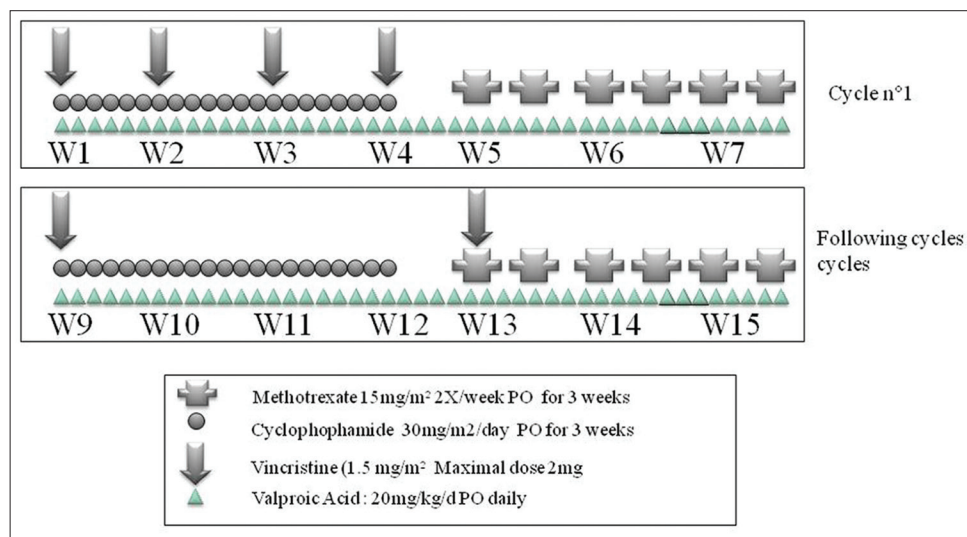 Cycle n°1
W1 W2 W3 W4 W5 W6 W7
Following cycles
cycles
W9 W10 W11 W12 W13 W14 W15
Methotrexate 15mg/m² 2X/week PO for 3 weeks
Cyclophophamide 30mg/m2/day PO for 3 weeks
Vincristine (1.5 mg/m² Maximal dose 2mg
Valproic Acid : 20mg/kg/d PO daily